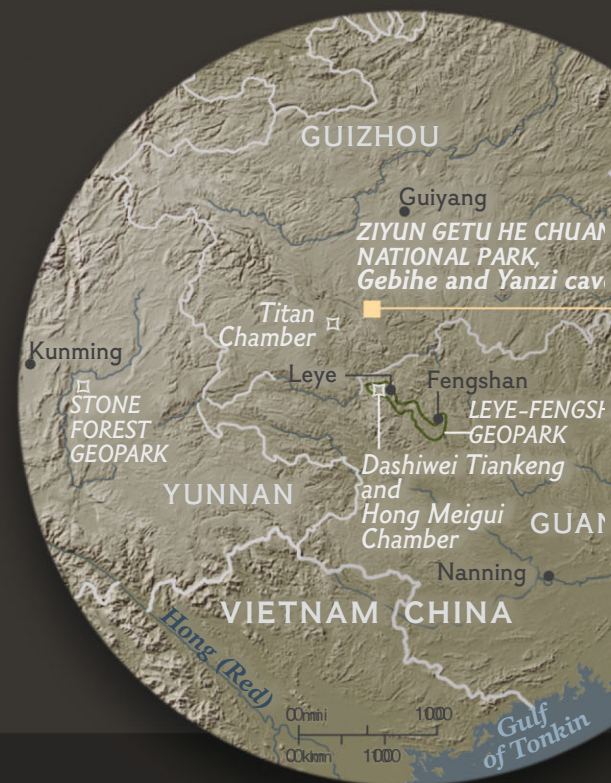 GUIZHOU
Guiyang
ZIYUN GETU HE CHUAN
NATIONAL PARK,
Gebihe and Yanzi cav
Titan
Chamber
Kunming
Leye
Fengshan
STONE
FOREST
GEOPARK
LEYE–FENGSH
GEOPARK
Dashiwei Tiankeng
and
Hong Meigui
Chamber
YUNNAN
GUAN
Nanning
VIETNAM
CHINA
Hong (Red)
Gulf
of Tonkin